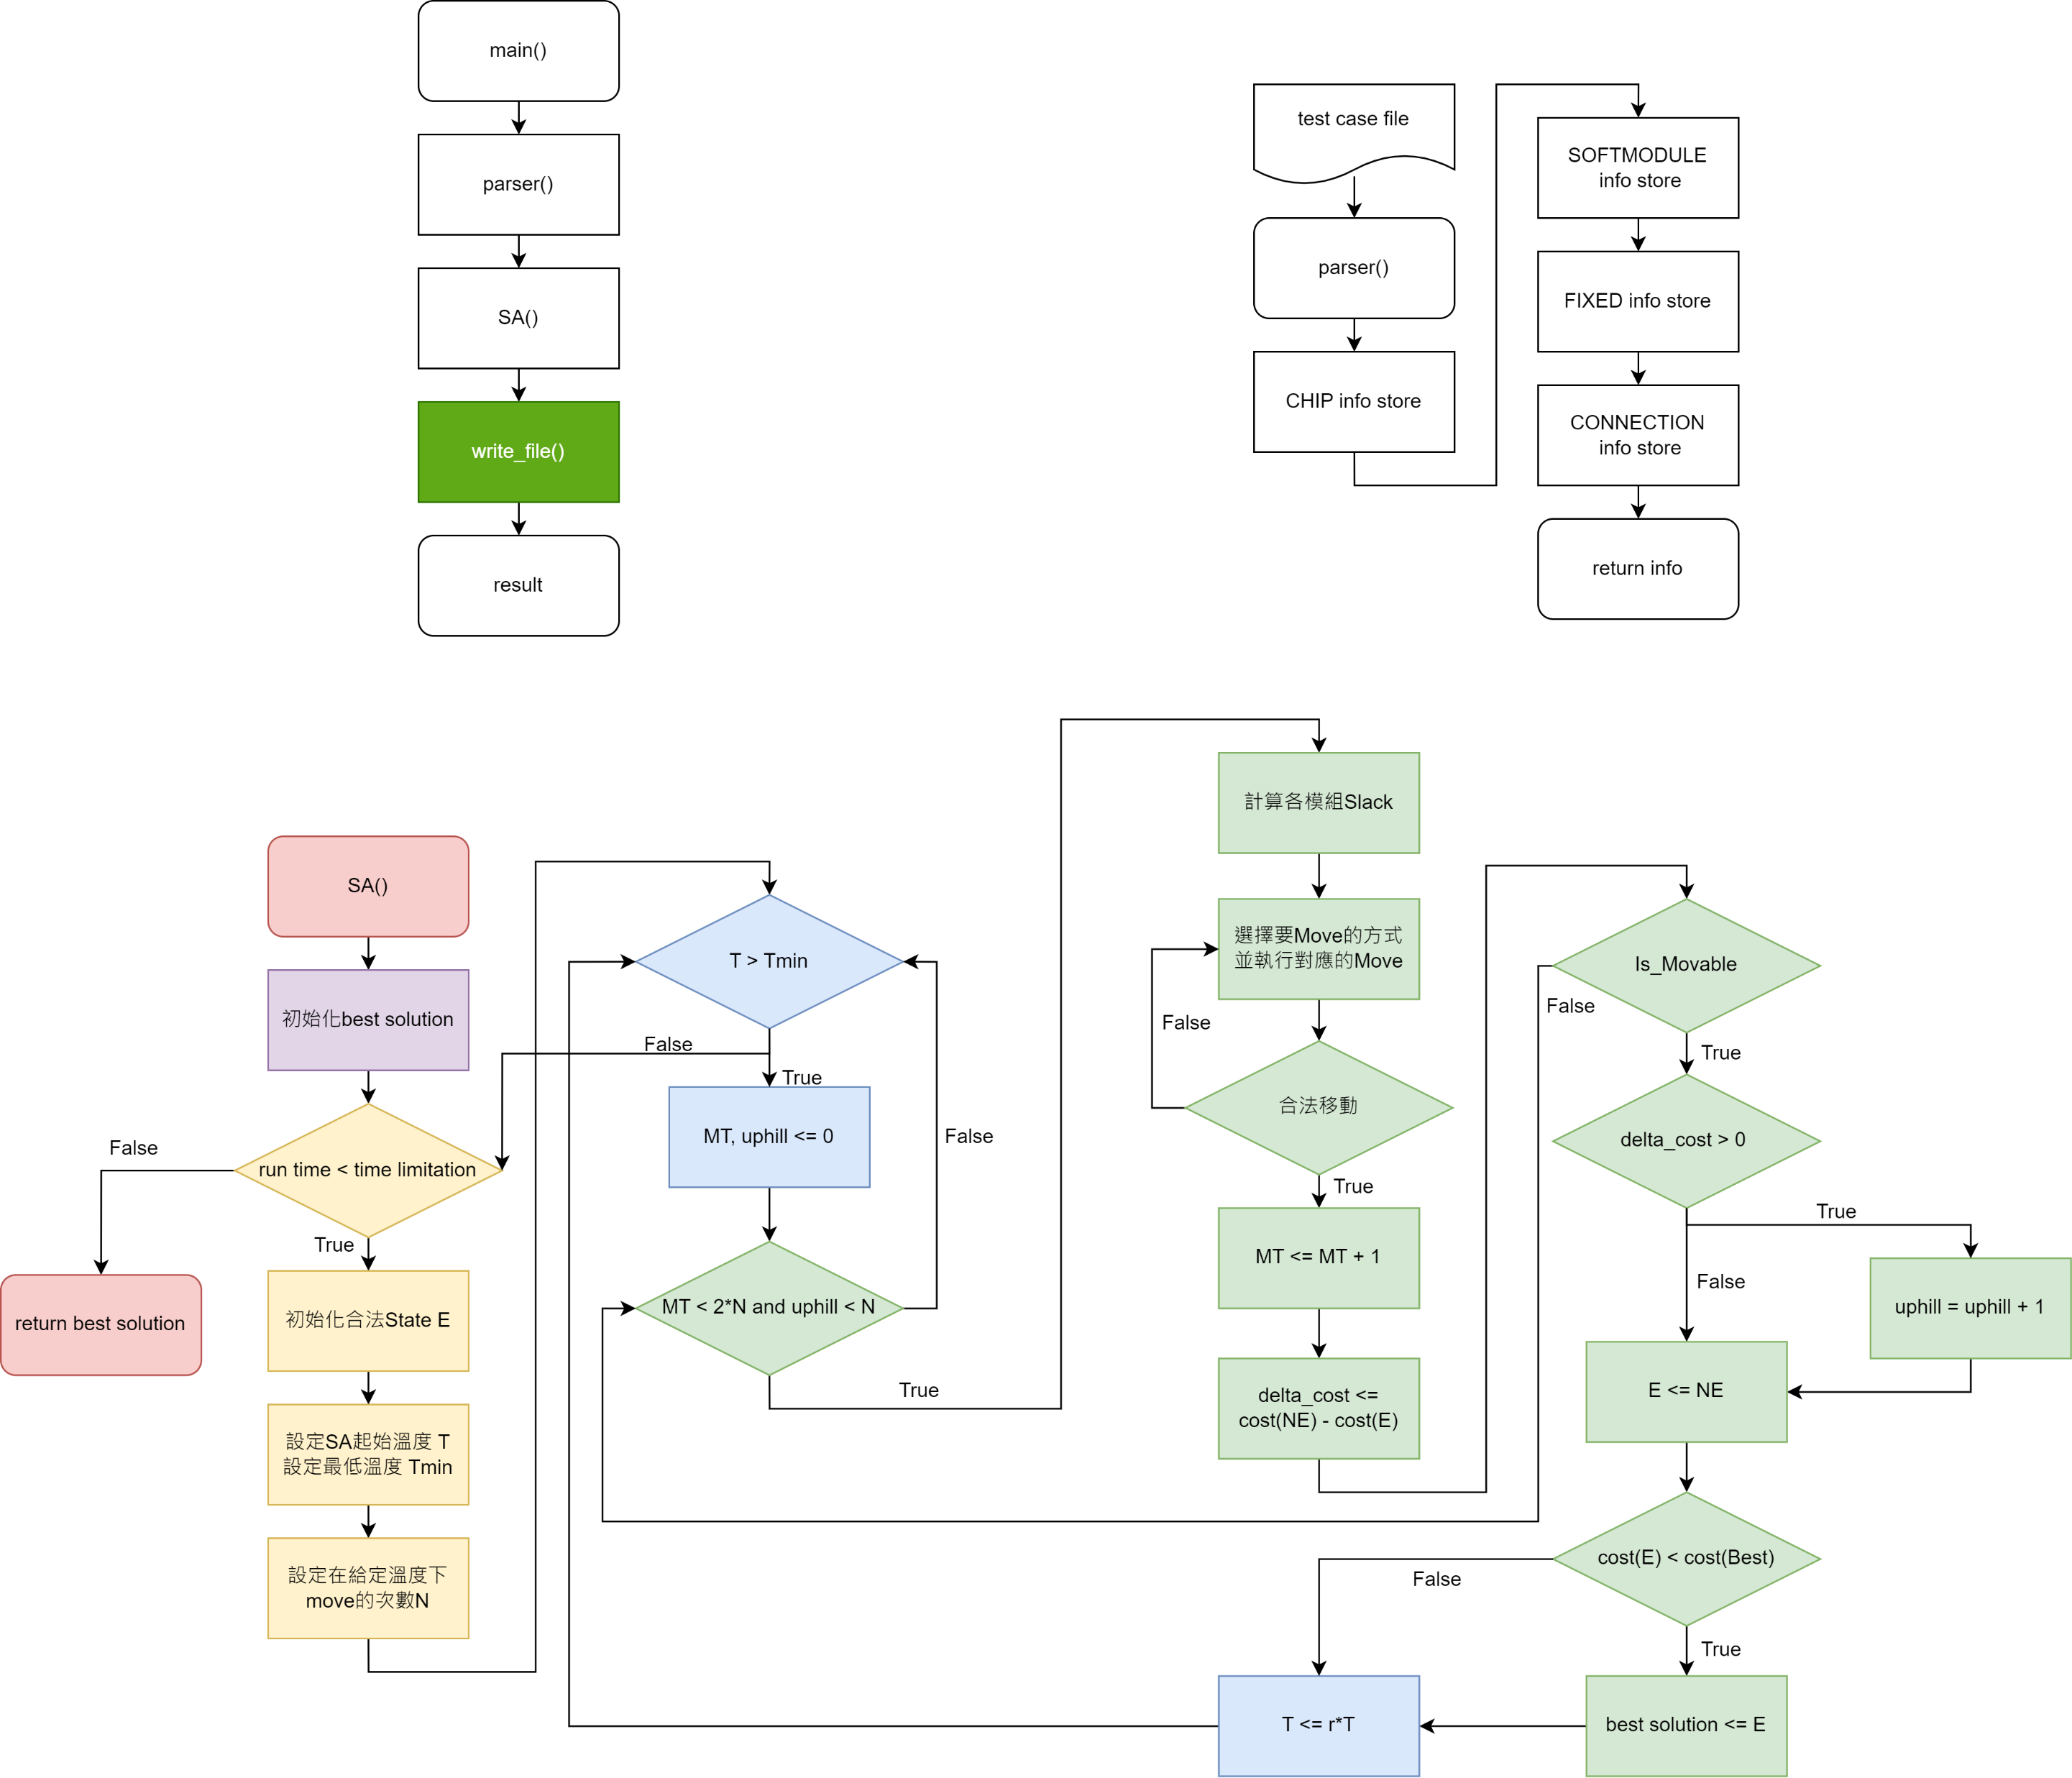 main()
parser()
SA()
write_file()
result
test case file
parser()
CHIP info store
SOFTMODULE
info store
FIXED info store
CONNECTION
info store
return info
SA()
初始化best solution
run time < time limitation
False
True
return best solution
初始化合法State E
設定SA起始溫度 T
設定最低溫度 Tmin
設定在給定溫度下
move的次數N
T > Tmin
False
True
MT, uphill <= 0
False
MT < 2*N and uphill < N
True
計算各模組Slack
選擇要Move的方式
並執行對應的Move
False
合法移動
True
MT <= MT + 1
delta_cost <=
cost(NE) - cost(E)
Is_Movable
False
True
delta_cost > 0
True
False
uphill = uphill + 1
E <= NE
cost(E) < cost(Best)
False
True
T <= r*T
best solution <= E